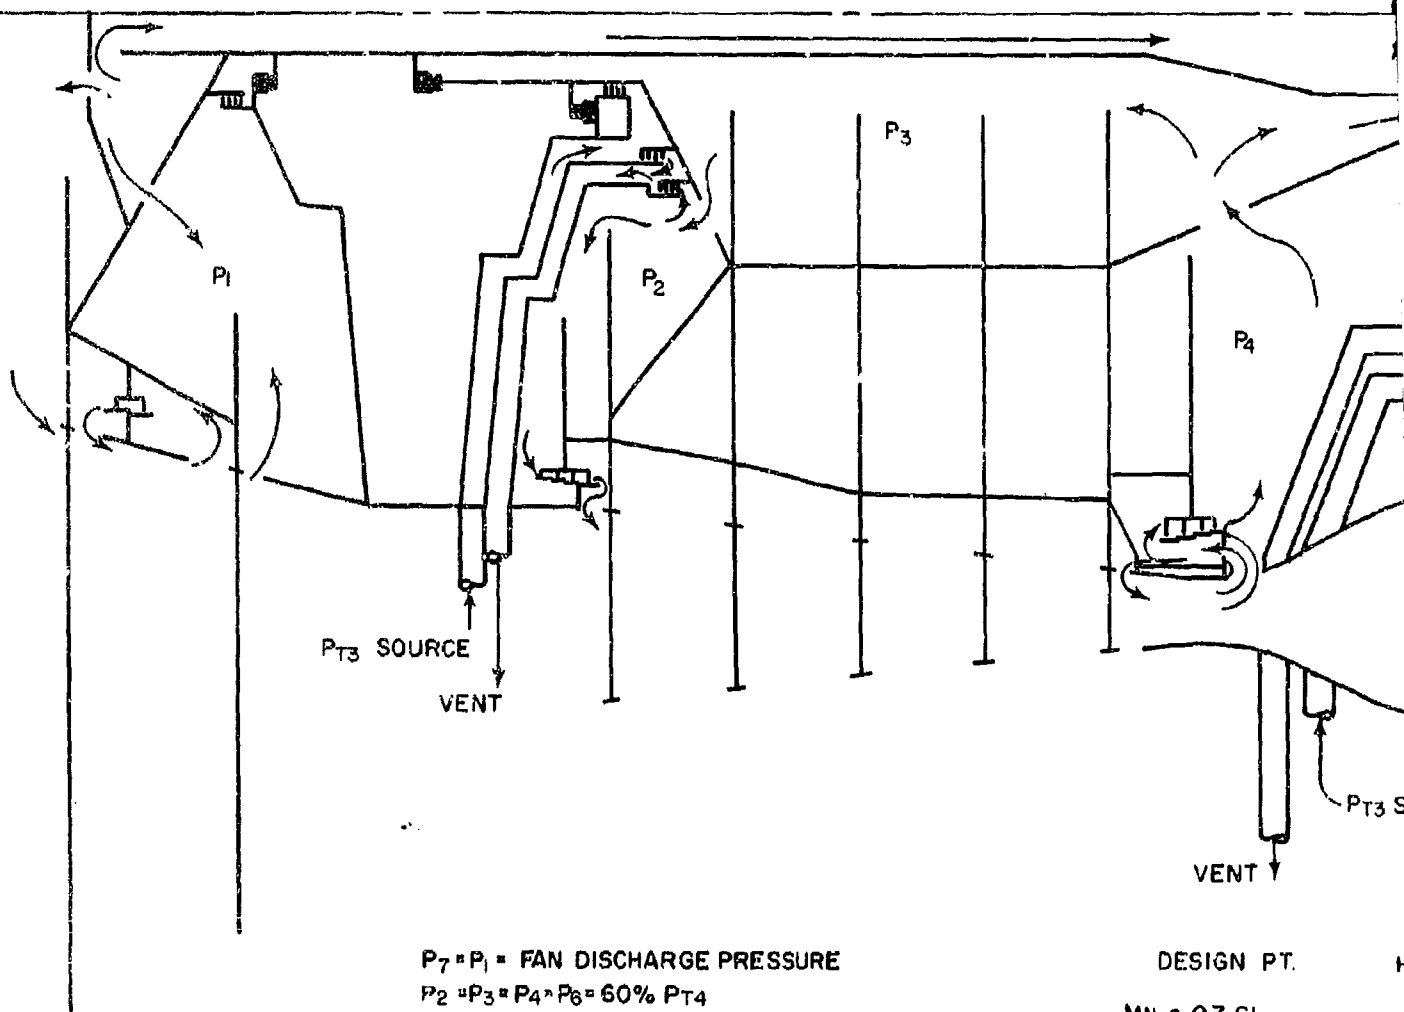 P3
P1
P2
P4
PT3 SOURCE
VENT
PT3 S
VENT
P7 = P1 = FAN DISCHARGE PRESSURE
DESIGN PT.
P2 = P3 = P4 = P6 = 60% PT4